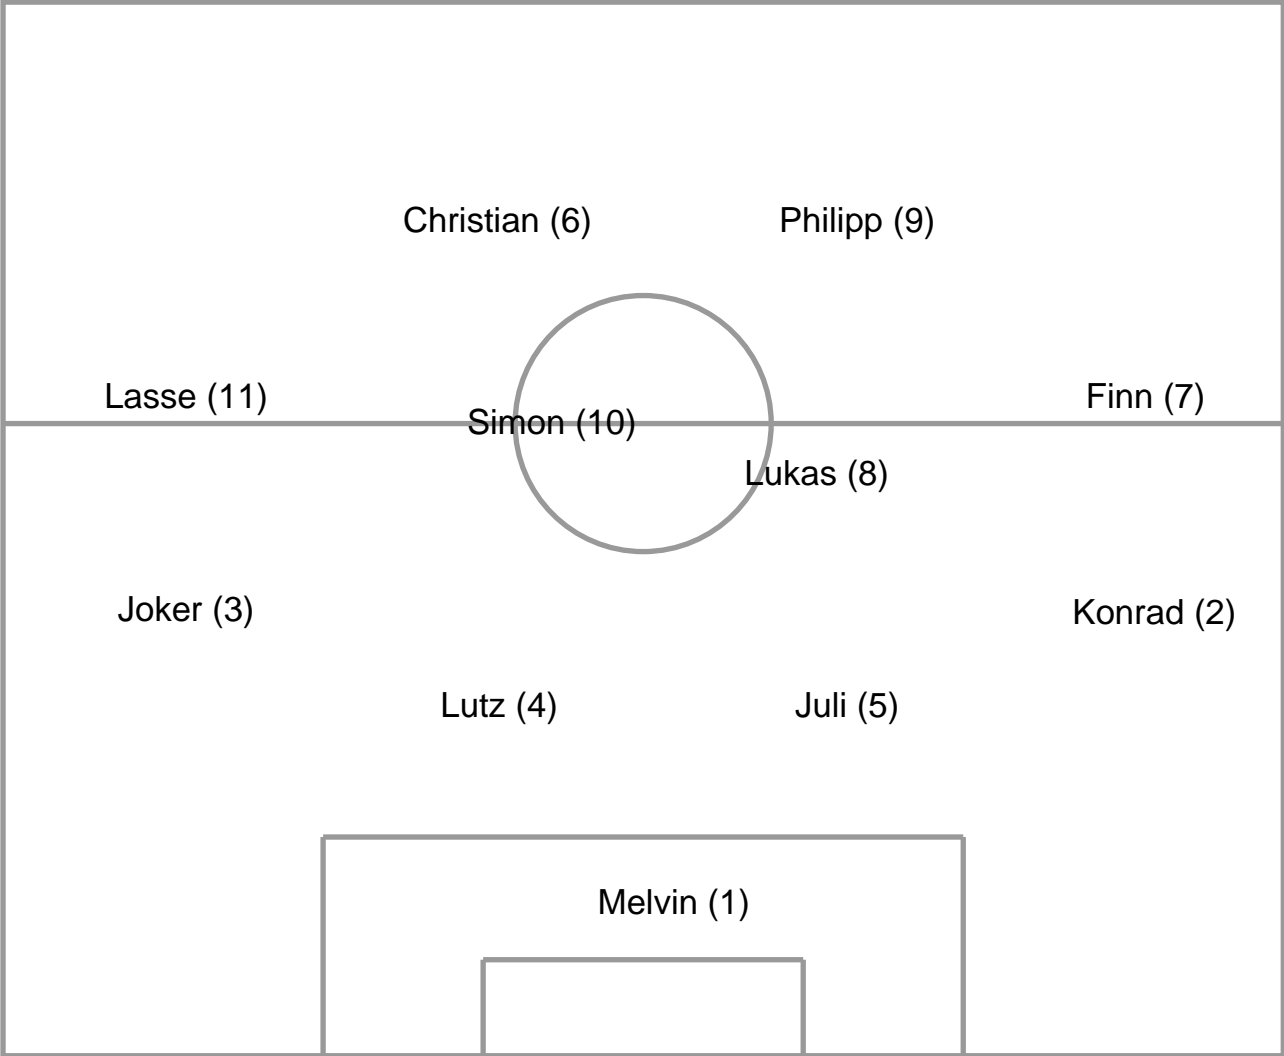 Christian (6)
Philipp (9)
Lasse (11)
Finn (7)
Simon (10)
Lukas (8)
Joker (3)
Konrad (2)
Lutz (4)
Juli (5)
Melvin (1)